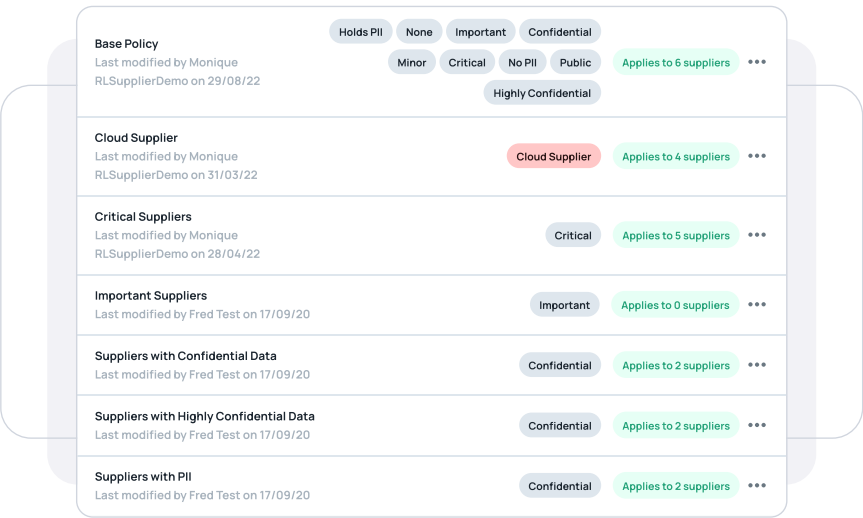 Base Policy
Last modified by Monique
RLSupplierDemo on 29/08/22
Holds PII None Important Confidential
Minor Critical No PII Public
Highly Confidential
Applies to 6 suppliers
Cloud Supplier
Last modified by Monique
RLSupplierDemo on 31/03/22
Cloud Supplier
Applies to 4 suppliers
Critical Suppliers
Last modified by Monique
RLSupplierDemo on 28/04/22
Critical
Applies to 5 suppliers
Important Suppliers
Last modified by Fred Test on 17/09/20
Important
Applies to 0 suppliers
Suppliers with Confidential Data
Last modified by Fred Test on 17/09/20
Confidential
Applies to 2 suppliers
Suppliers with Highly Confidential Data
Last modified by Fred Test on 17/09/20
Confidential
Applies to 2 suppliers
Suppliers with PII
Last modified by Fred Test on 17/09/20
Confidential
Applies to 2 suppliers